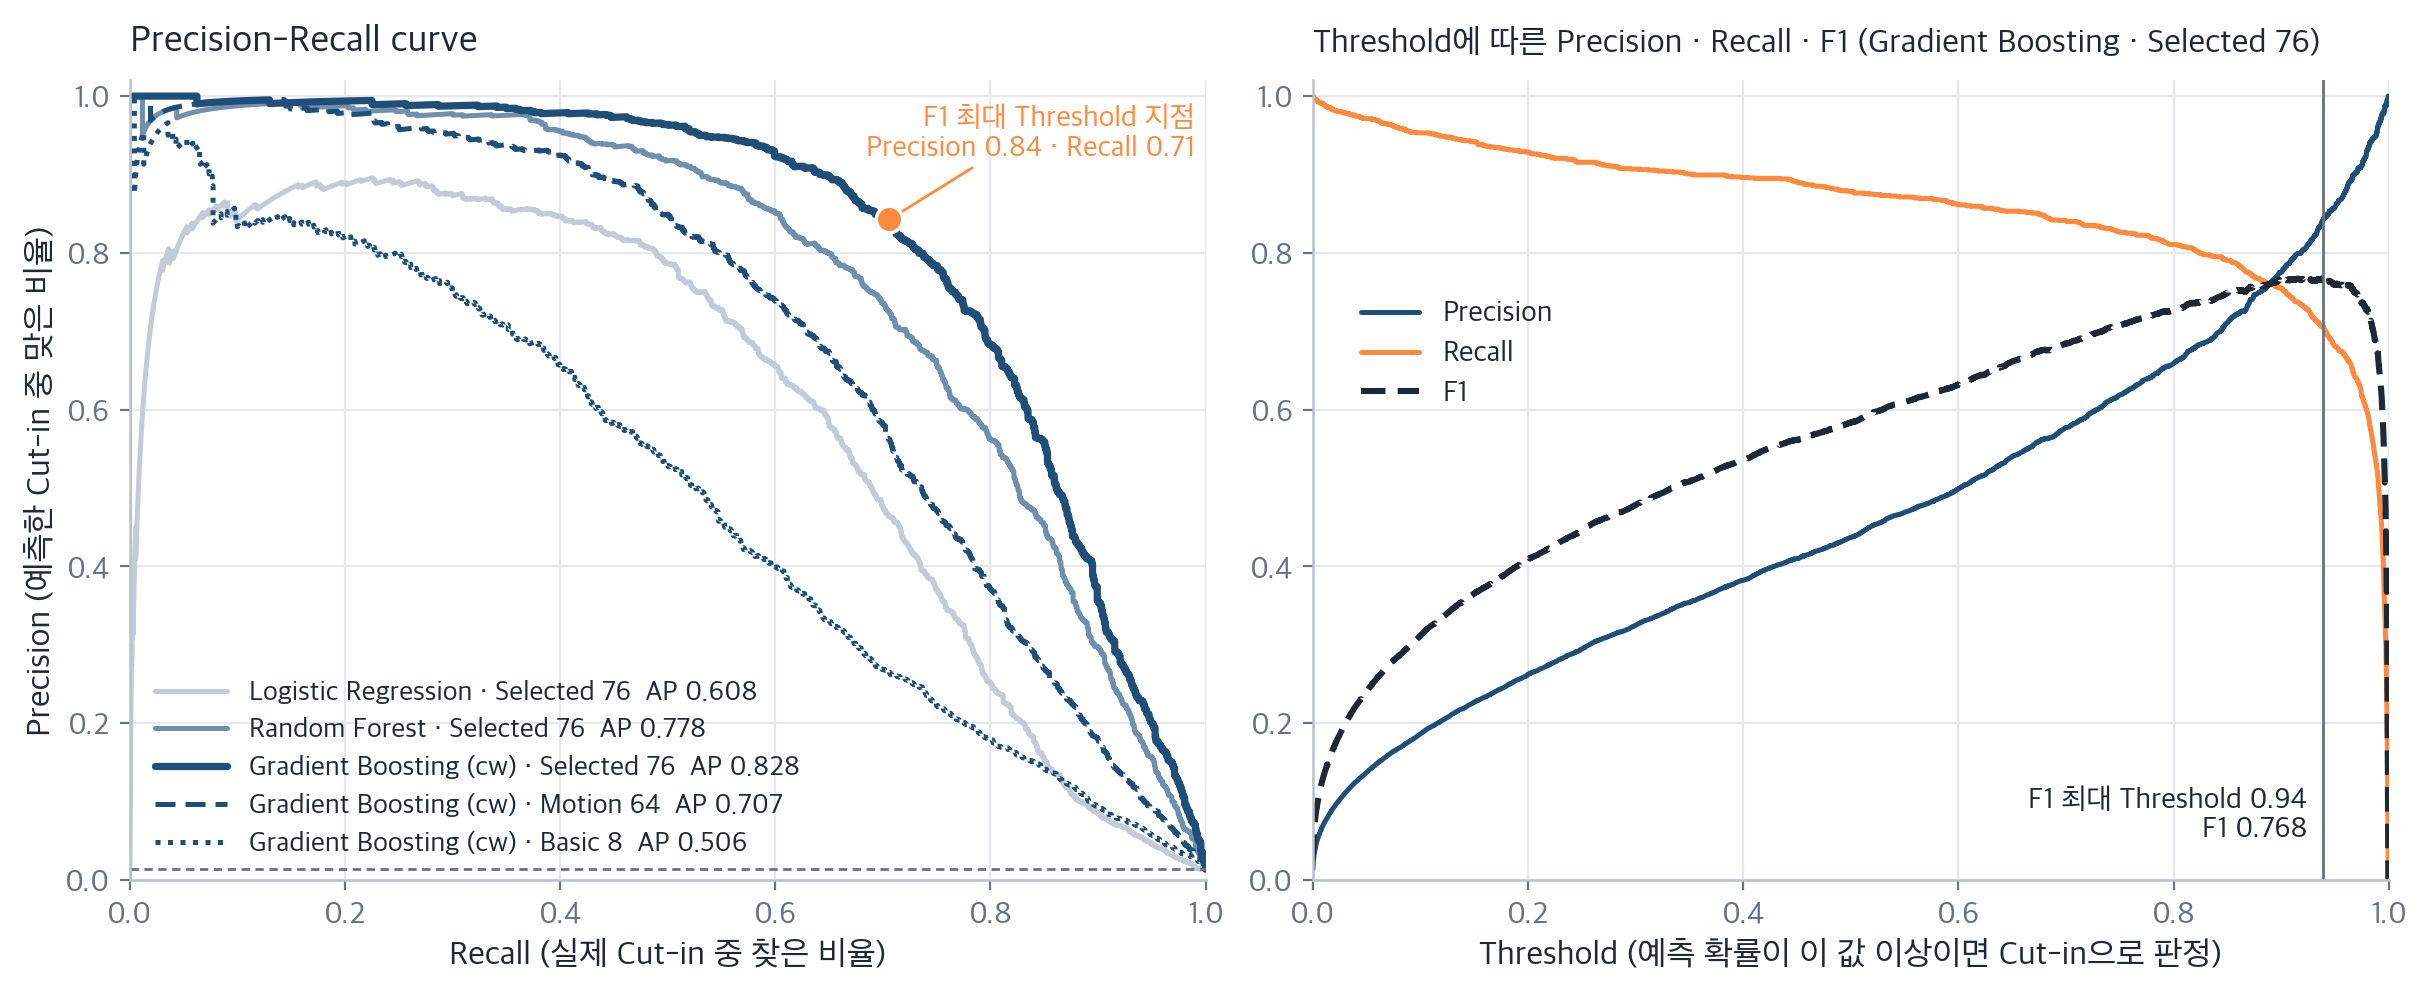 Precision-Recall curve
1.0
0.8
0.6
0.4
0.2
0.0
Precision (예측한 Cut-in 중 맞은 비율)
F1 최대 Threshold 지점
Precision 0.84 · Recall 0.71
Logistic Regression · Selected 76 AP 0.608
Random Forest · Selected 76 AP 0.778
Gradient Boosting (cw) · Selected 76 AP 0.828
Gradient Boosting (cw) · Motion 64 AP 0.707
Gradient Boosting (cw) · Basic 8 AP 0.506
0.0 0.2 0.4 0.6 0.8 1.0
Recall (실제 Cut-in 중 찾은 비율)
Threshold에 따른 Precision · Recall · F1 (Gradient Boosting · Selected 76)
1.0
0.8
0.6
0.4
0.2
0.0
Precision
Recall
F1
F1 최대 Threshold 0.94
F1 0.768
0.0 0.2 0.4 0.6 0.8 1.0
Threshold (예측 확률이 이 값 이상이면 Cut-in으로 판정)